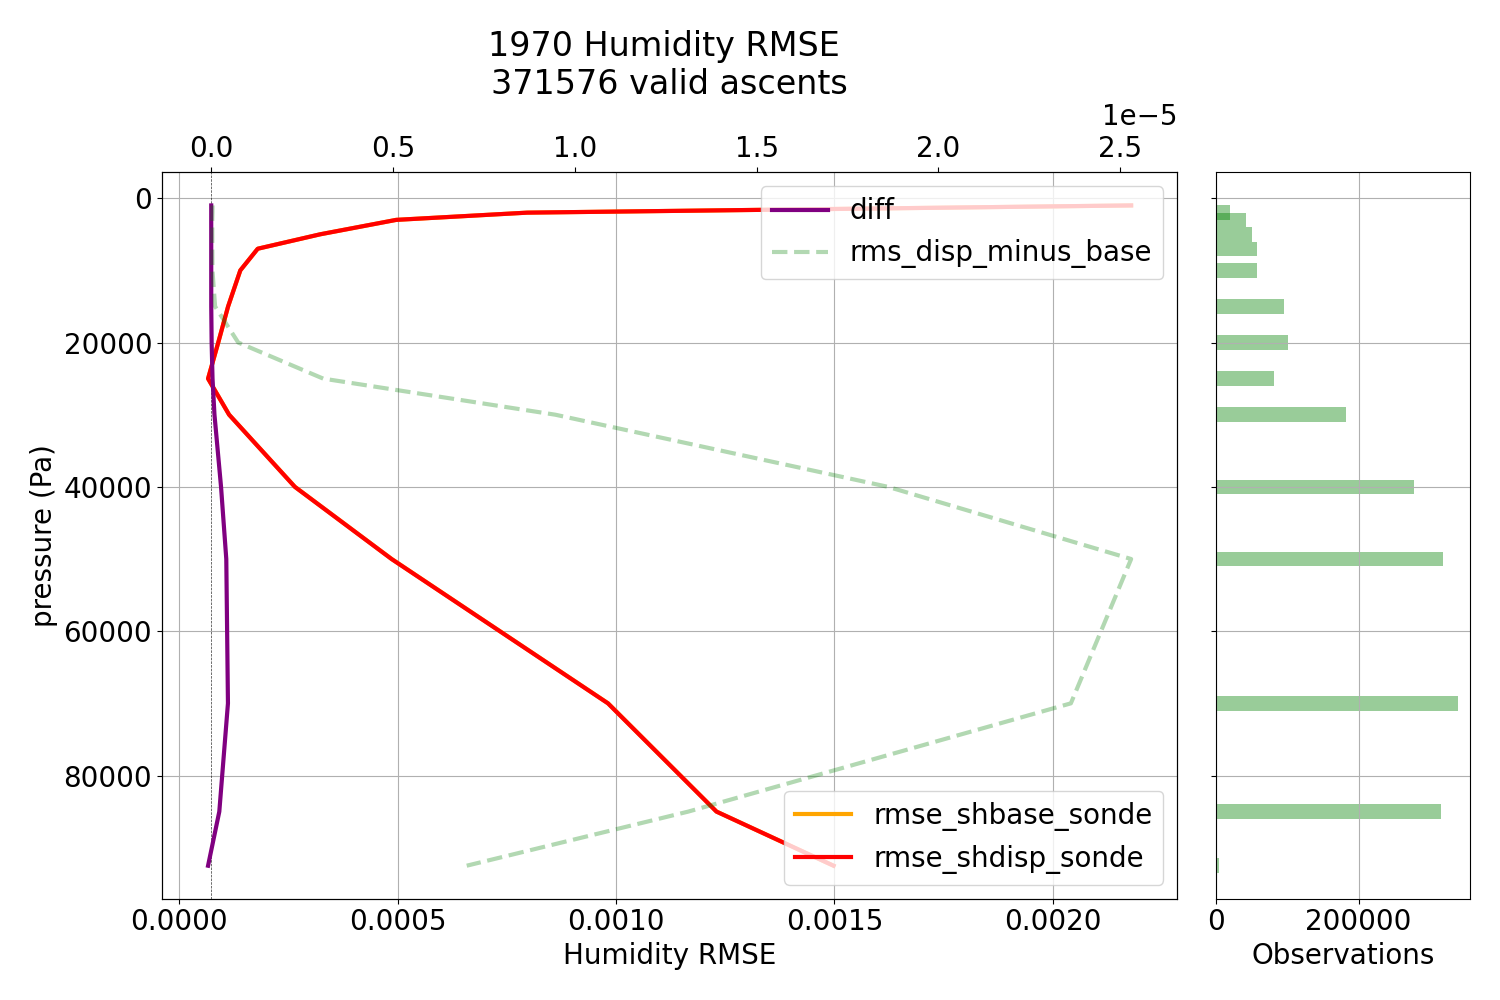 1970 Humidity RMSE
371576 valid ascents
1e−5
0.0 0.5 1.0 1.5 2.0 2.5
diff
rms_disp_minus_base
0
20000
40000
60000
80000
pressure (Pa)
rmse_shbase_sonde
rmse_shdisp_sonde
0.0000 0.0005 0.0010 0.0015 0.0020
Humidity RMSE
0 200000
Observations